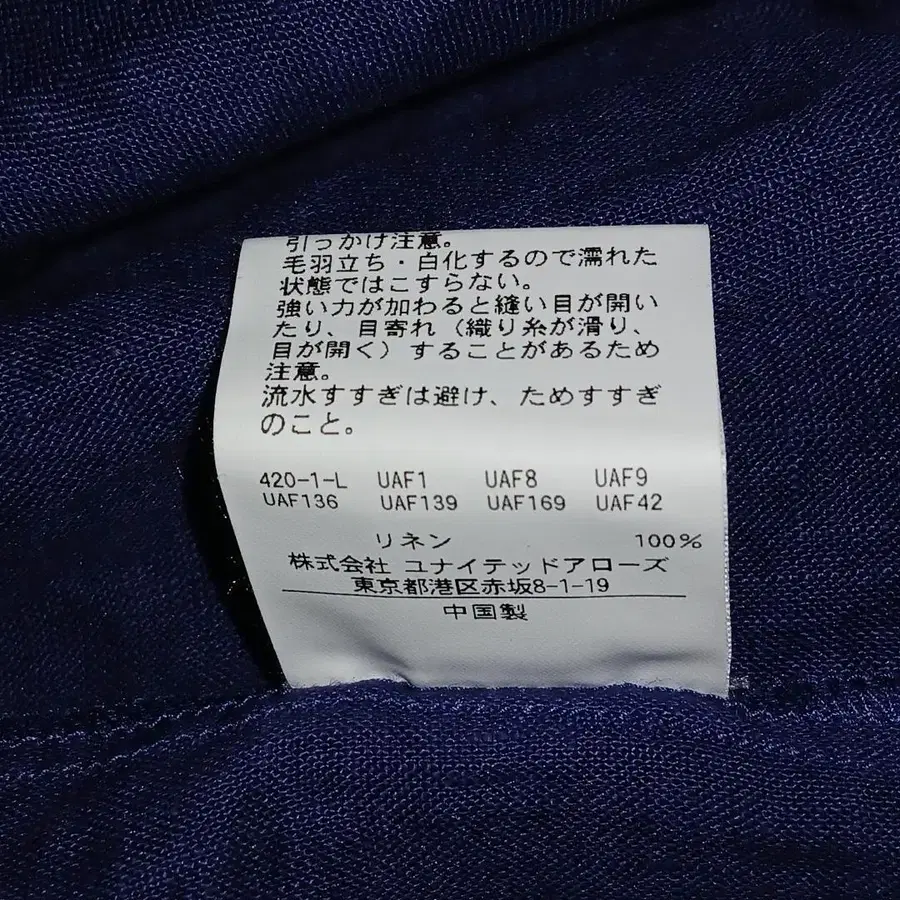 引っかけ注意。
毛羽立ち・白化するので濡れた
状態ではこすらない。
強い力が加わると縫い目が開い
たり、目寄れ（織り糸が滑り、
目が開く）することがあるため
注意。
流水すすぎは避け、ためすすぎ
のこと。
420-1-L UAF1 UAF8 UAF9
UAF136 UAF139 UAF169 UAF42
リネン 100%
株式会社 ユナイテッドアローズ
東京都港区赤坂8-1-19
中国製